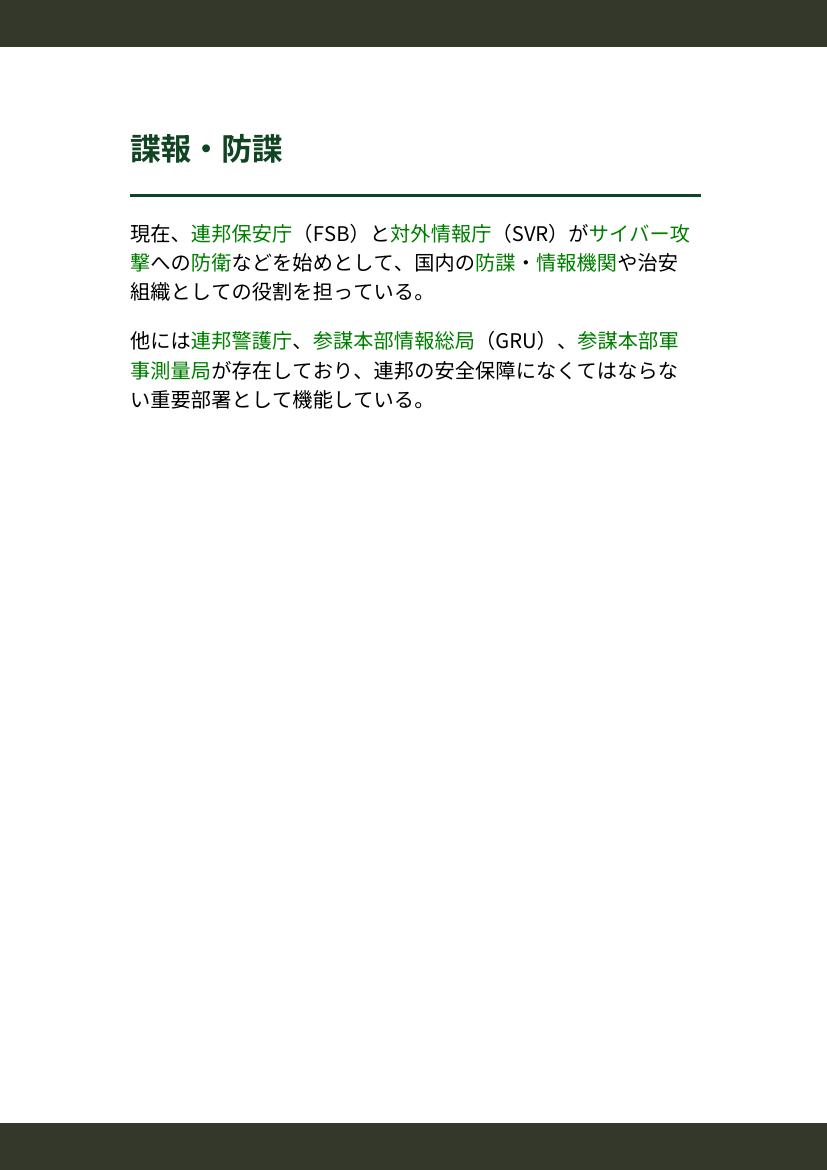 諜報・防諜
現在、連邦保安庁（FSB）と対外情報庁（SVR）がサイバー攻
撃への防衛などを始めとして、国内の防諜・情報機関や治安
組織としての役割を担っている。
他には連邦警護庁、参謀本部情報総局（GRU）、参謀本部軍
事測量局が存在しており、連邦の安全保障になくてはならな
い重要部署として機能している。